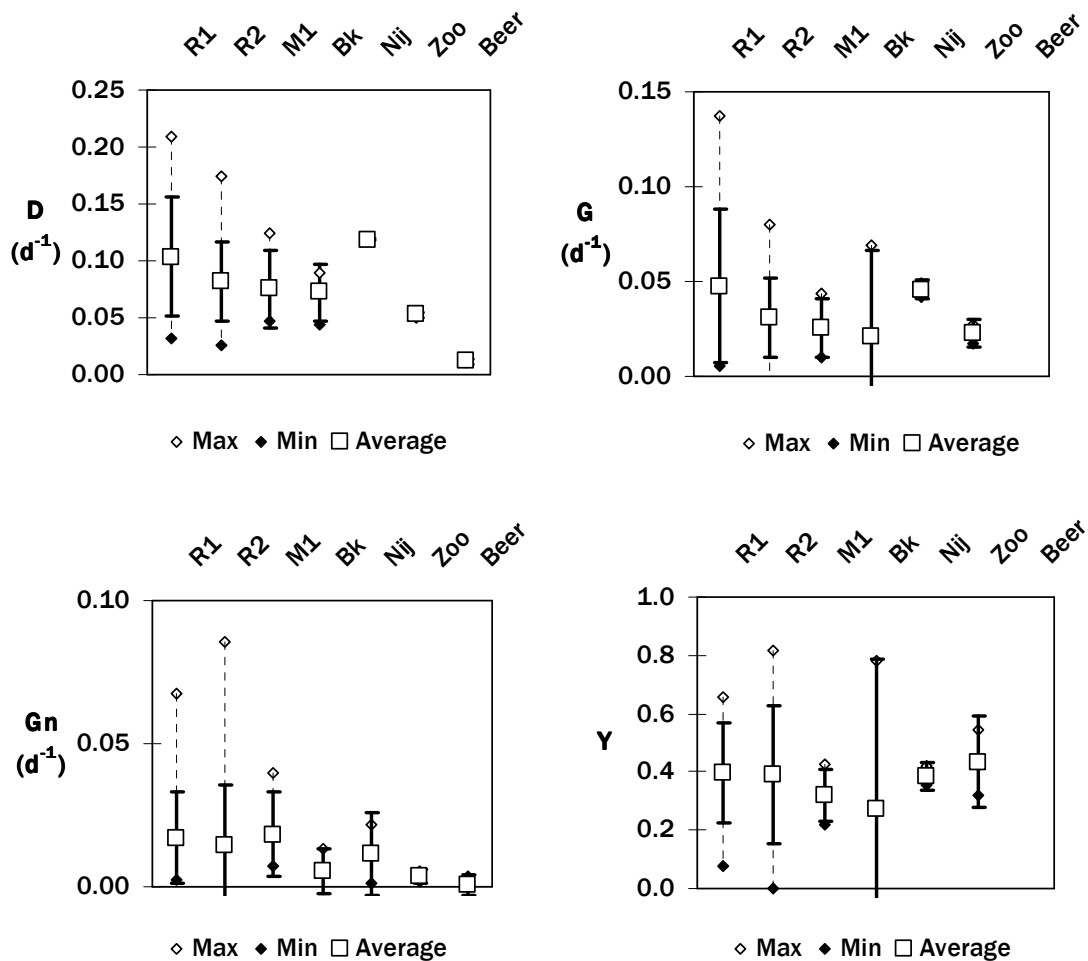 R1 R2 M1 Bk Nij Zoo Beer
0.25
0.20
0.15
0.10
0.05
0.00
D
(d-1)
◇ Max ◆ Min □ Average
R1 R2 M1 Bk Nij Zoo Beer
0.15
0.10
0.05
0.00
G
(d-1)
◇ Max ◆ Min □ Average
R1 R2 M1 Bk Nij Zoo Beer
0.10
0.05
0.00
Gn
(d-1)
◇ Max ◆ Min □ Average
R1 R2 M1 Bk Nij Zoo Beer
1.0
0.8
0.6
0.4
0.2
0.0
Y
◇ Max ◆ Min □ Average